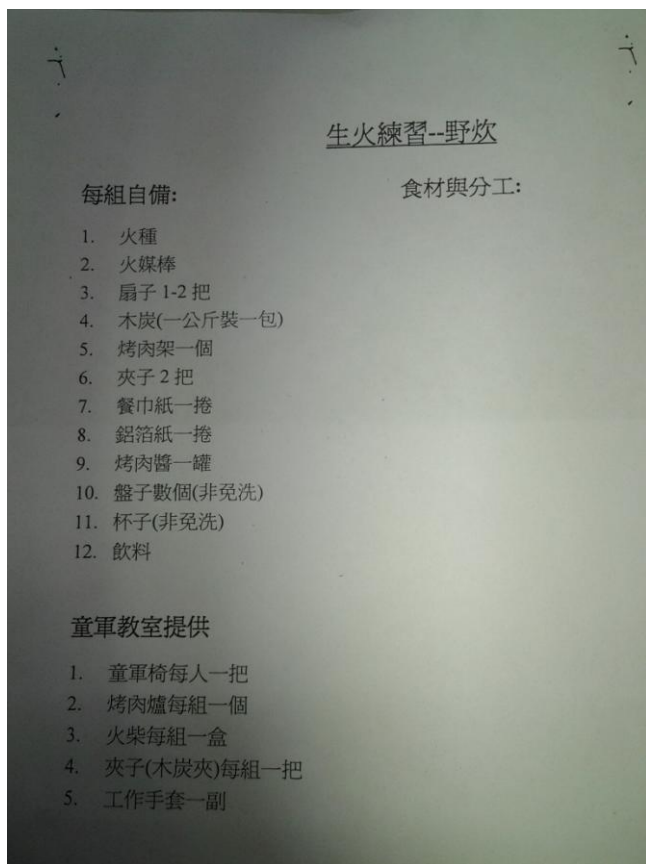 生火練習--野炊
每組自備:
食材與分工:
1. 火種
2. 火媒棒
3. 扇子 1-2 把
4. 木炭(一公斤裝一包)
5. 烤肉架一個
6. 夾子 2 把
7. 餐巾紙一捲
8. 鋁箔紙一捲
9. 烤肉醬一罐
10. 盤子數個(非免洗)
11. 杯子(非免洗)
12. 飲料
童軍教室提供
1. 童軍椅每人一把
2. 烤肉爐每組一個
3. 火柴每組一盒
4. 夾子(木炭夾)每組一把
5. 工作手套一副